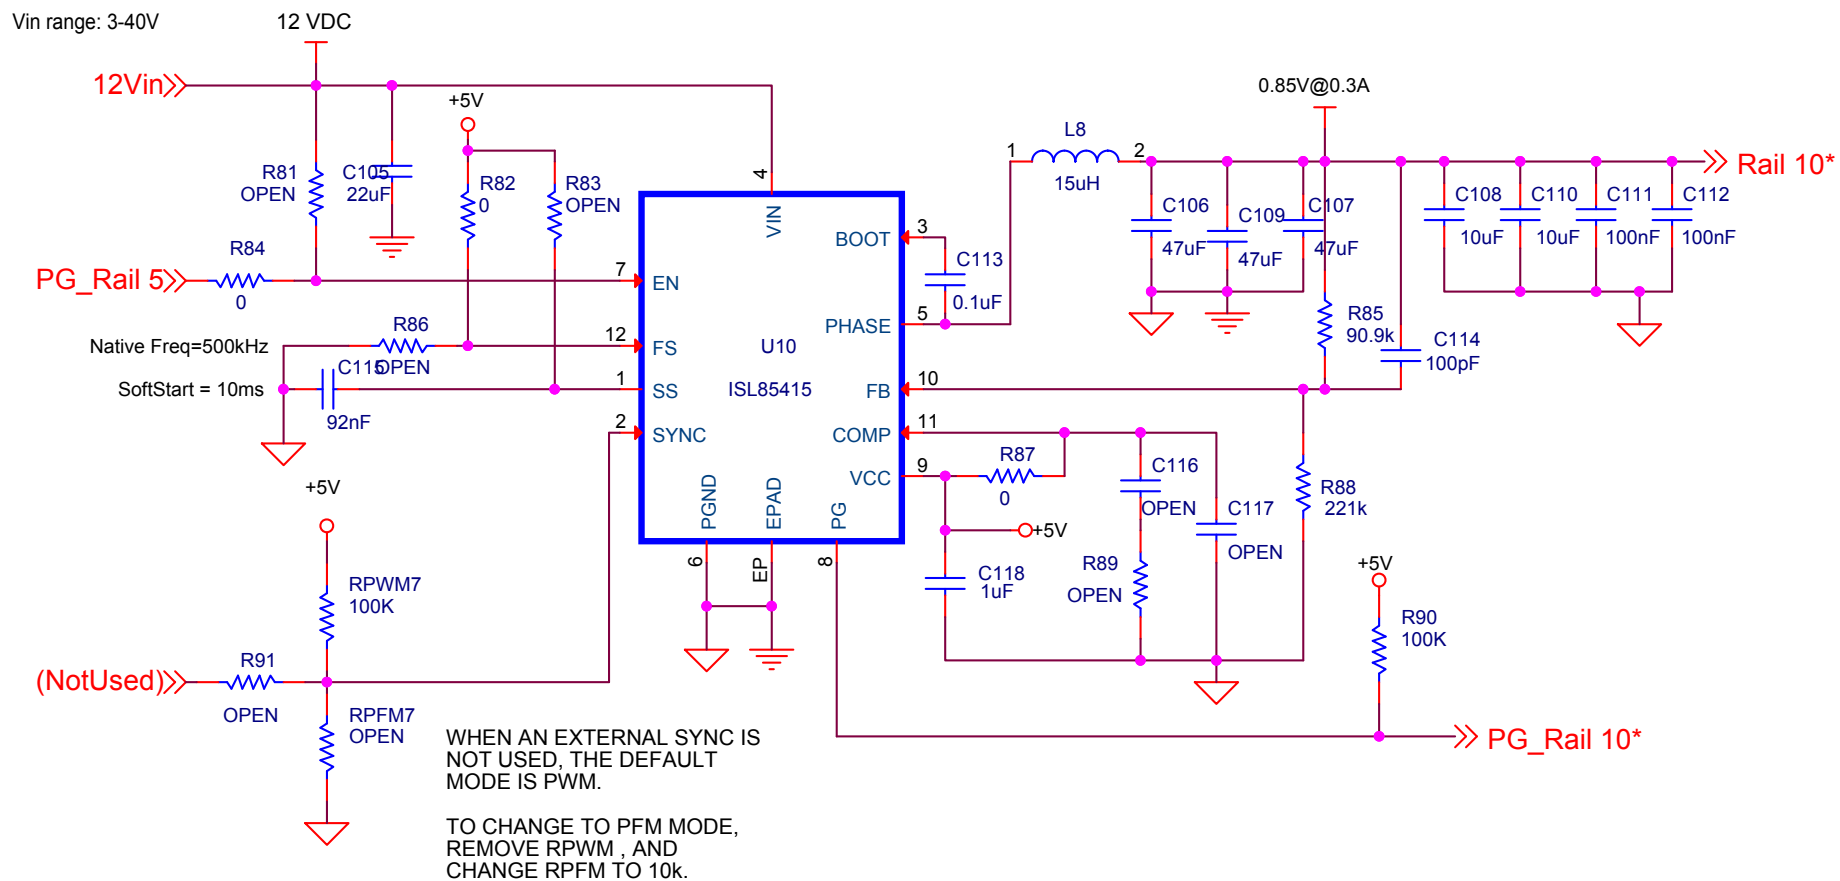 Vin range: 3-40V
12 VDC
12Vin
+5V
0.85V@0.3A
R81
OPEN
C105
22uF
R82
0
R83
OPEN
4
VIN
1
L8
2
15uH
Rail 10*
C106
47uF
C109
47uF
C107
47uF
C108
10uF
C110
10uF
C111
100nF
C112
100nF
BOOT
3
C113
0.1uF
R84
0
PG_Rail 5
7
EN
PHASE
5
R85
90.9k
C114
100pF
Native Freq=500kHz
R86
OPEN
12
FS
U10
ISL85415
SoftStart = 10ms
C115
92nF
1
SS
FB
10
2
SYNC
COMP
11
VCC
9
R87
0
C116
OPEN
C117
OPEN
R88
221k
PGND
EPAD
PG
6
EP
8
+5V
+5V
C118
1uF
R89
OPEN
+5V
R90
100K
RPWM7
100K
(NotUsed)
R91
OPEN
RPFM7
OPEN
PG_Rail 10*
WHEN AN EXTERNAL SYNC IS
NOT USED, THE DEFAULT
MODE IS PWM.
TO CHANGE TO PFM MODE,
REMOVE RPWM , AND
CHANGE RPFM TO 10k.